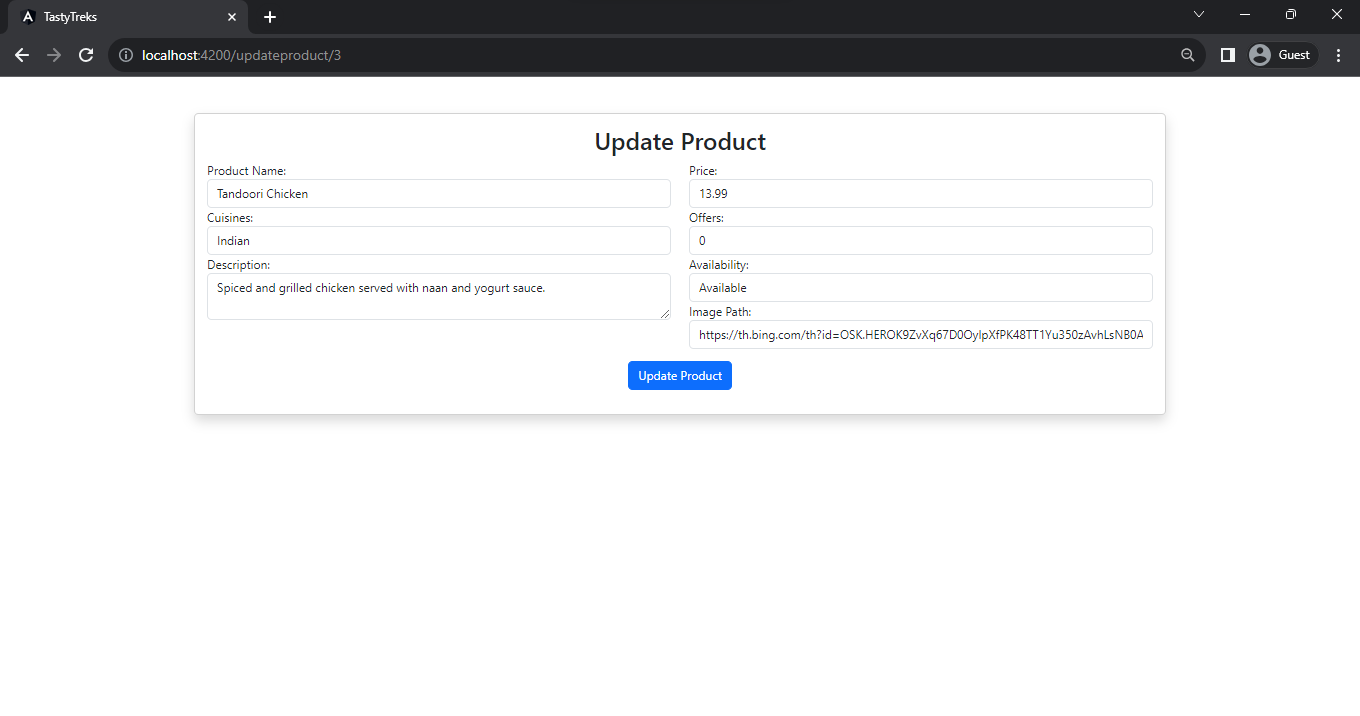 TastyTreks
localhost:4200/updateproduct/3
Guest
Update Product
Product Name:
Tandoori Chicken
Cuisines:
Indian
Description:
Spiced and grilled chicken served with naan and yogurt sauce.
Price:
13.99
Offers:
0
Availability:
Available
Image Path:
https://th.bing.com/th?id=OSK.HEROK9ZvXq67D0OyIpXfPK48TT1Yu350zAvhLsNB0A
Update Product